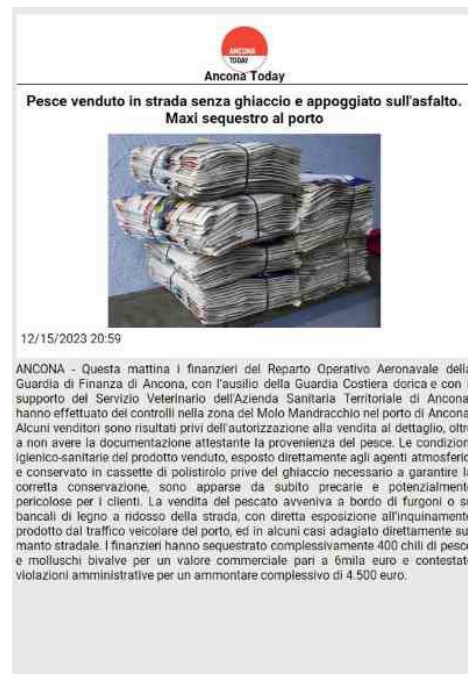 ANCONA
TODAY
Ancona Today
Pesce venduto in strada senza ghiaccio e appoggiato sull'asfalto.
Maxi sequestro al porto
12/15/2023 20:59
ANCONA - Questa mattina i finanzieri del Reparto Operativo Aeronavale della
Guardia di Finanza di Ancona, con l'ausilio della Guardia Costiera dorica e con i
supporto del Servizio Veterinario dell'Azienda Sanitaria Territoriale di Ancona,
hanno effettuato dei controlli nella zona del Molo Mandracchio nel porto di Ancona.
Alcuni venditori sono risultati privi dell'autorizzazione alla vendita al dettaglio, oltre
a non avere la documentazione attestante la provenienza del pesce. Le condizioni
igienico-sanitarie del prodotto venduto, esposto direttamente agli agenti atmosferic
e conservato in cassette di polistirolo prive del ghiaccio necessario a garantire la
corretta conservazione, sono apparse da subito precarie e potenzialmente
pericolose per i clienti. La vendita del pescato avveniva a bordo di furgoni o su
bancali di legno a ridosso della strada, con diretta esposizione all'inquinamento
prodotto dal traffico veicolare del porto, ed in alcuni casi adagiato direttamente sul
manto stradale. I finanzieri hanno sequestrato complessivamente 400 chili di pesce
e molluschi bivalve per un valore commerciale pari a 6mila euro e contestato
violazioni amministrative per un ammontare complessivo di 4.500 euro.